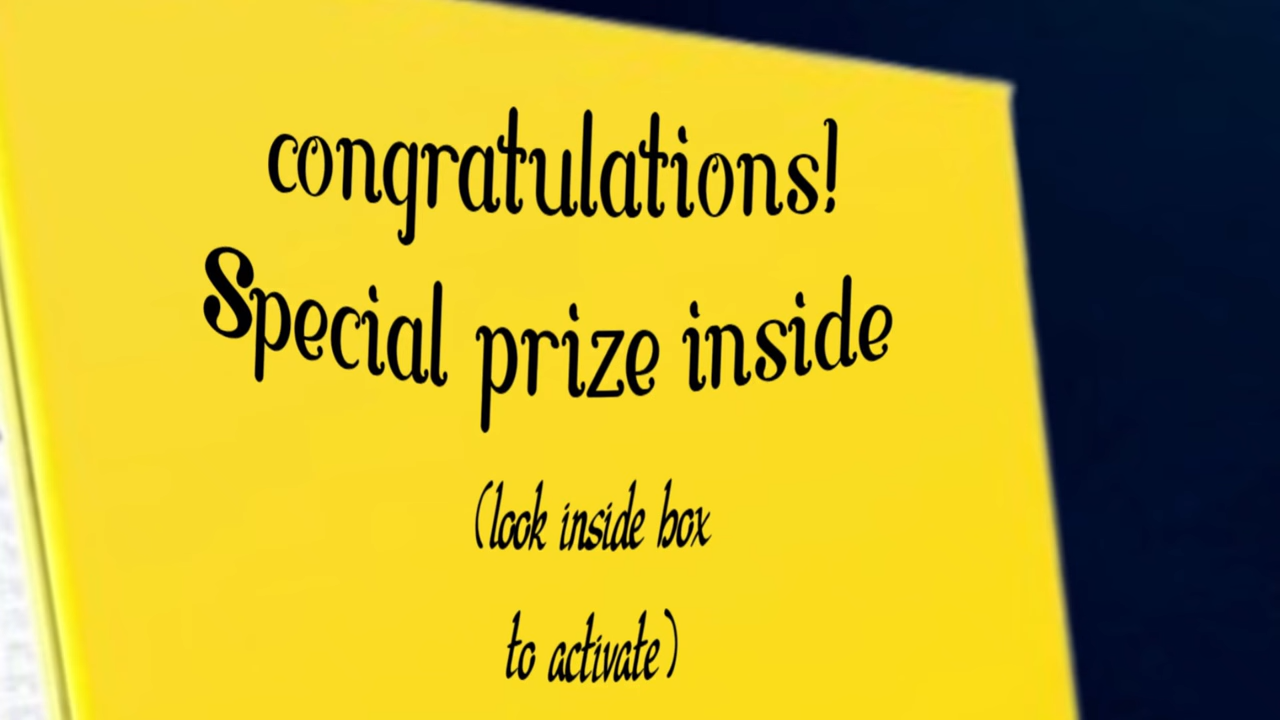 congratulations!
Special prize inside
(look inside box
to activate)